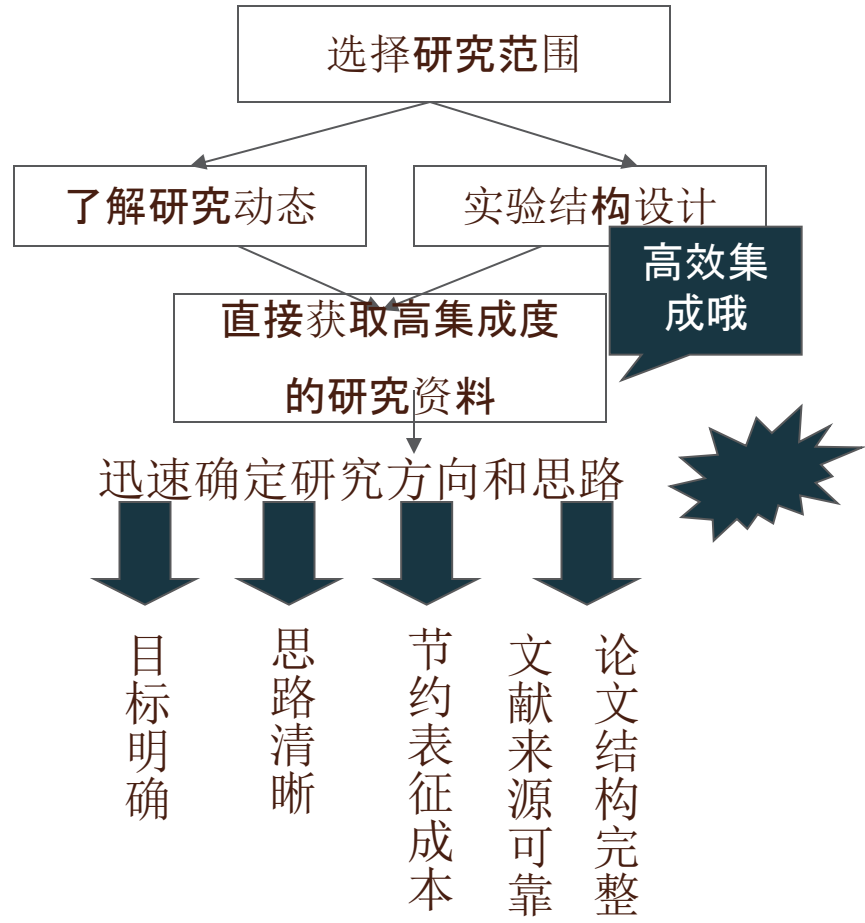 选择研究范围
了解研究动态
实验结构设计
高效集
成哦
直接获取高集成度
的研究资料
迅速确定研究方向和思路
目标明确
思路清晰
节约表征成本
文献来源可靠
论文结构完整